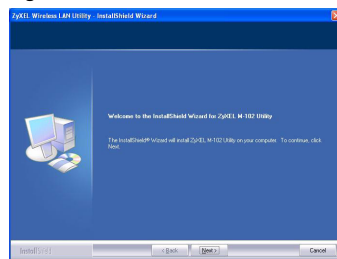 ZyXEL Wireless LAN Utility - InstallShield Wizard
Welcome to the InstallShield Wizard for ZyXEL M-102 Utility
The InstallShield® Wizard will install ZyXEL M-102 Utility on your computer. To continue, click
Next.
InstallShield
< Back
Next >
Cancel